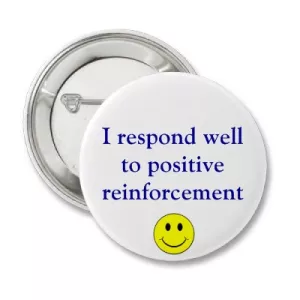 I respond well
to positive
reinforcement